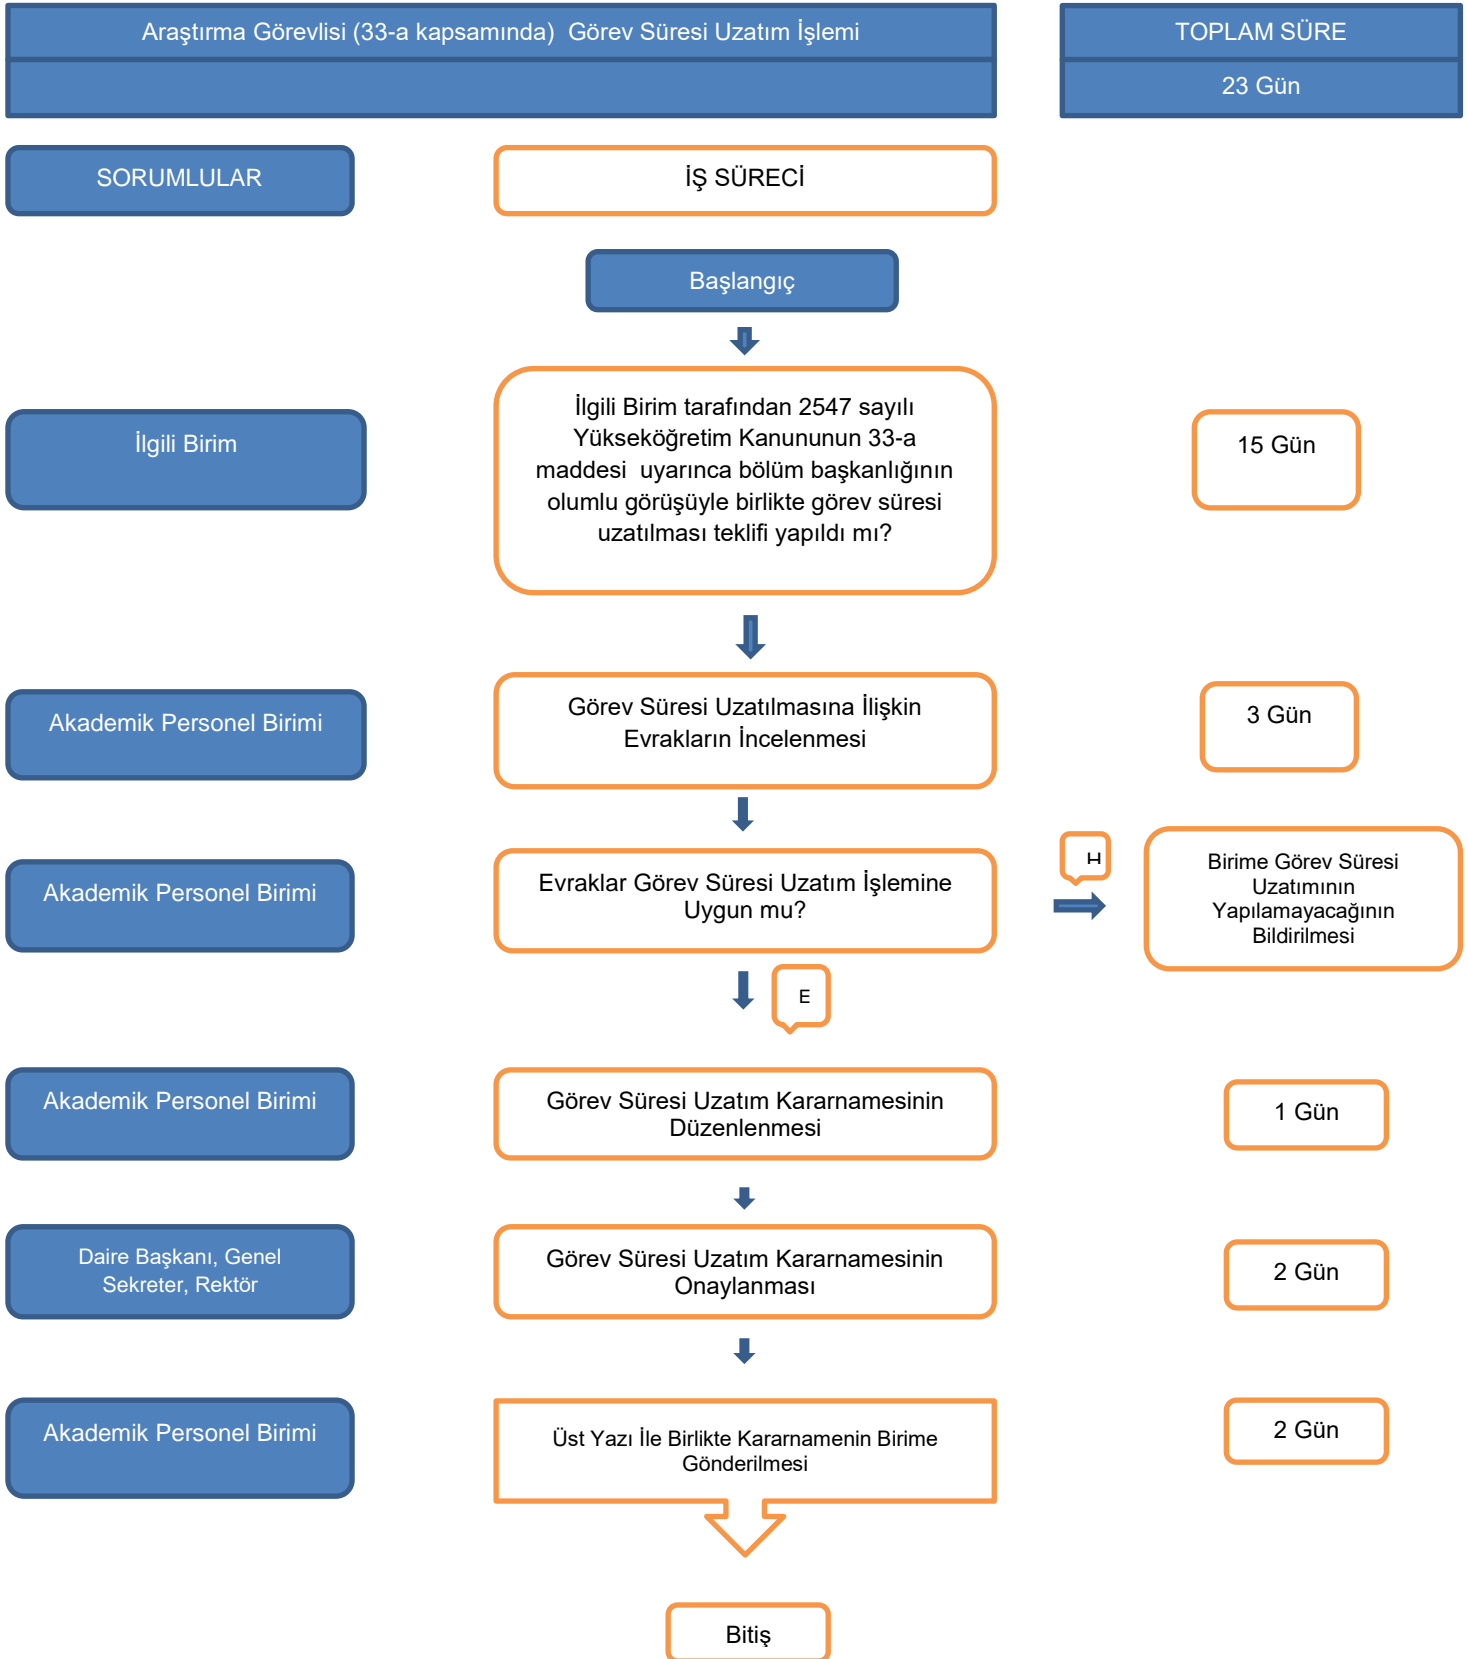 Araştırma Görevlisi (33-a kapsamında)  Görev Süresi Uzatım İşlemi
TOPLAM SÜRE
23 Gün
SORUMLULAR
İŞ SÜRECİ
Başlangıç
İlgili Birim
İlgili Birim tarafından 2547 sayılı
Yükseköğretim Kanununun 33-a
maddesi  uyarınca bölüm başkanlığının
olumlu görüşüyle birlikte görev süresi
uzatılması teklifi yapıldı mı?
15 Gün
Akademik Personel Birimi
Görev Süresi Uzatılmasına İlişkin
Evrakların İncelenmesi
3 Gün
Akademik Personel Birimi
Evraklar Görev Süresi Uzatım İşlemine
Uygun mu?
H
Birime Görev Süresi
Uzatımının
Yapılamayacağının
Bildirilmesi
E
Akademik Personel Birimi
Görev Süresi Uzatım Kararnamesinin
Düzenlenmesi
1 Gün
Daire Başkanı, Genel
Sekreter, Rektör
Görev Süresi Uzatım Kararnamesinin
Onaylanması
2 Gün
Akademik Personel Birimi
Üst Yazı İle Birlikte Kararnamenin Birime
Gönderilmesi
2 Gün
Bitiş